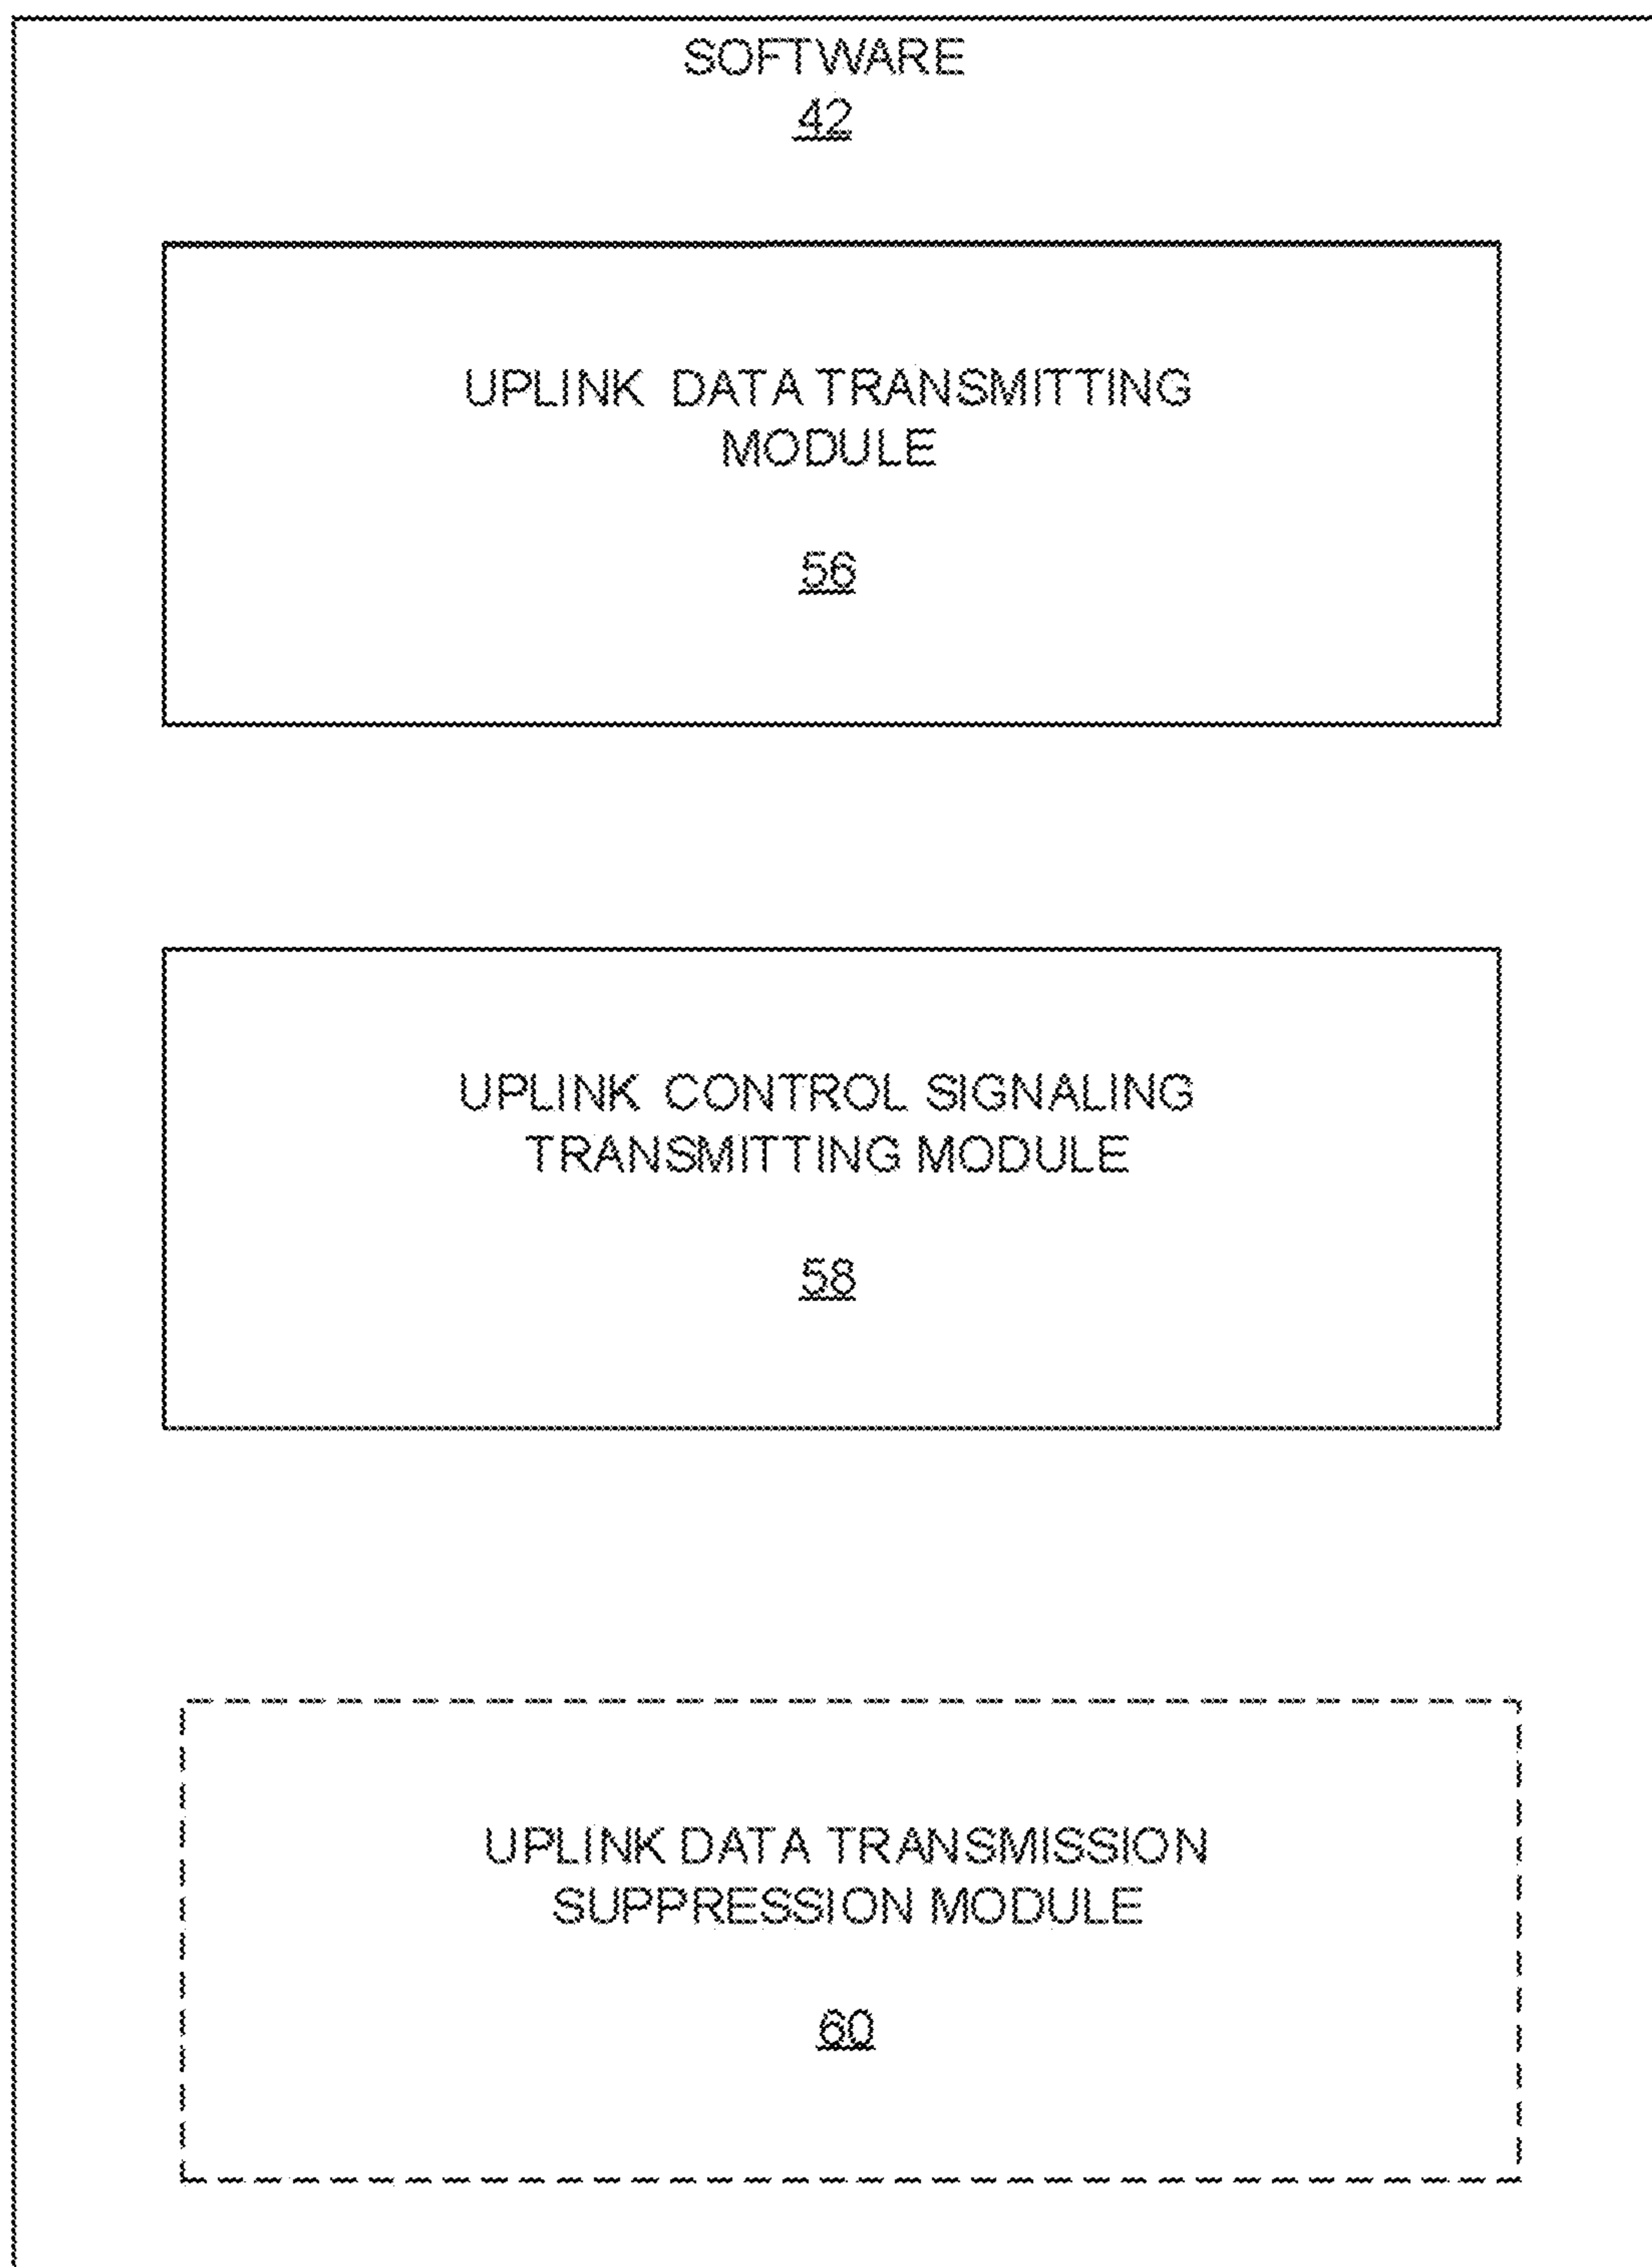 SOFTWARE
42
UPLINK DATA TRANSMITTING
MODULE
56
UPLINK CONTROL SIGNALING
TRANSMITTING MODULE
58
UPLINK DATA TRANSMISSION
SUPPRESSION MODULE
60